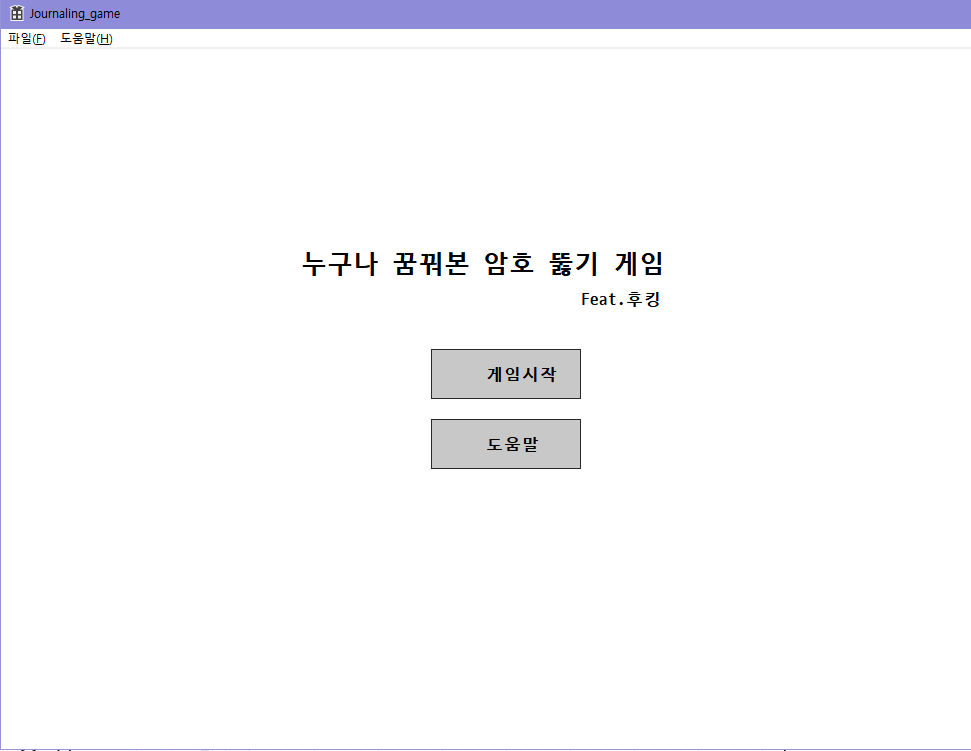 Journaling_game
파일(F) 도움말(H)
누구나 꿈꿔본 암호 뚫기 게임
Feat.후킹
게임시작
도움말